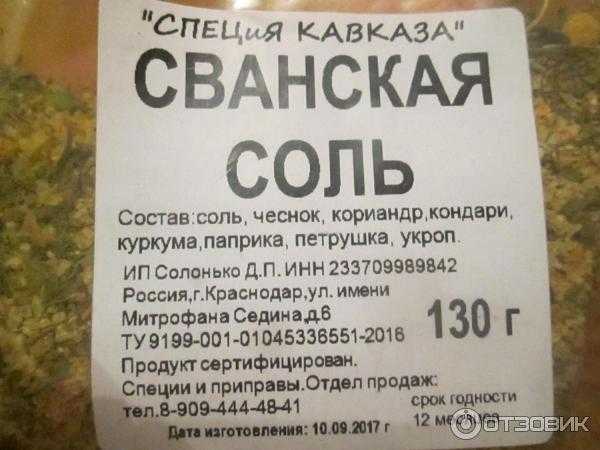 "СПЕЦИЯ КАВКАЗА"
СВАНСКАЯ
СОЛЬ
Состав:соль, чеснок, кориандр,кондари,
куркума,паприка, петрушка, укроп.
ИП Солонько Д.П. ИНН 233709989842
Россия,г.Краснодар,ул. имени
Митрофана Седина,д.6
ТУ 9199-001-01045336551-2016
130 г
Продукт сертифицирован.
Специи и приправы.Отдел продаж:
тел.8-909-444-48-41
срок годности
12 месяцев
Дата изготовления: 10.09.2017 г
ОТЗОВИК